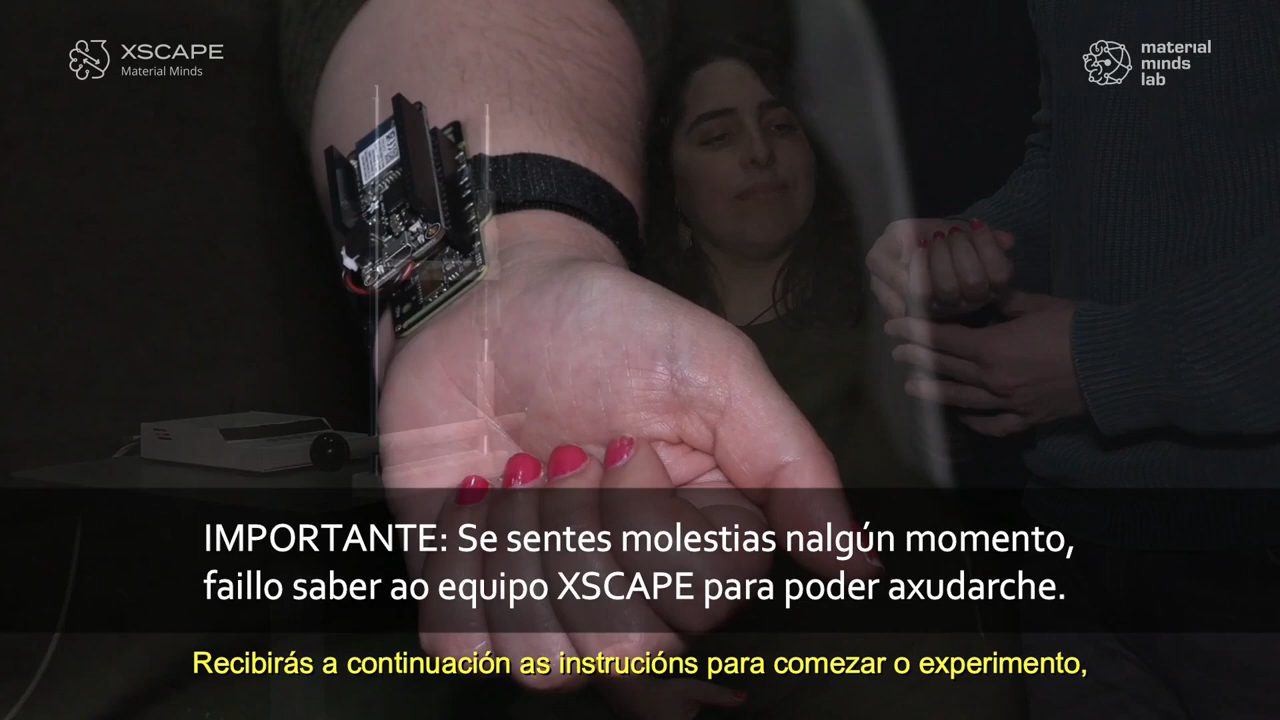 XSCAPE
Material Minds
material
minds
lab
IMPORTANTE: Se sentes molestias nalgún momento,
faillo saber ao equipo XSCAPE para poder axudarche.
Recibirás a continuación as instrucións para comezar o experimento,